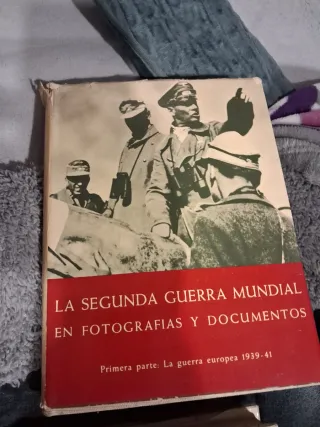 LA SEGUNDA GUERRA MUNDIAL
EN FOTOGRAFIAS Y DOCUMENTOS
Primera parte: La guerra europea 1939-41